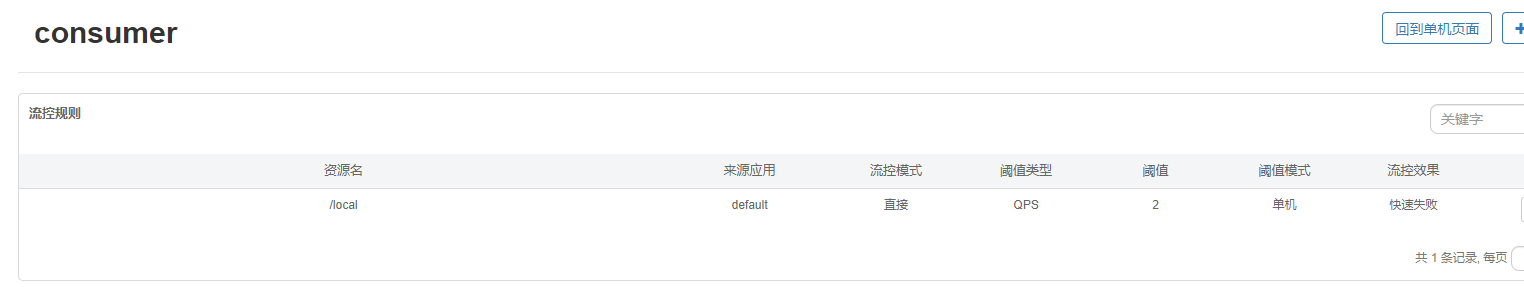 consumer
回到单机页面
流控规则
关键字
资源名 来源应用 流控模式 阈值类型 阈值 阈值模式 流控效果
/local default 直接 QPS 2 单机 快速失败
共 1 条记录, 每页